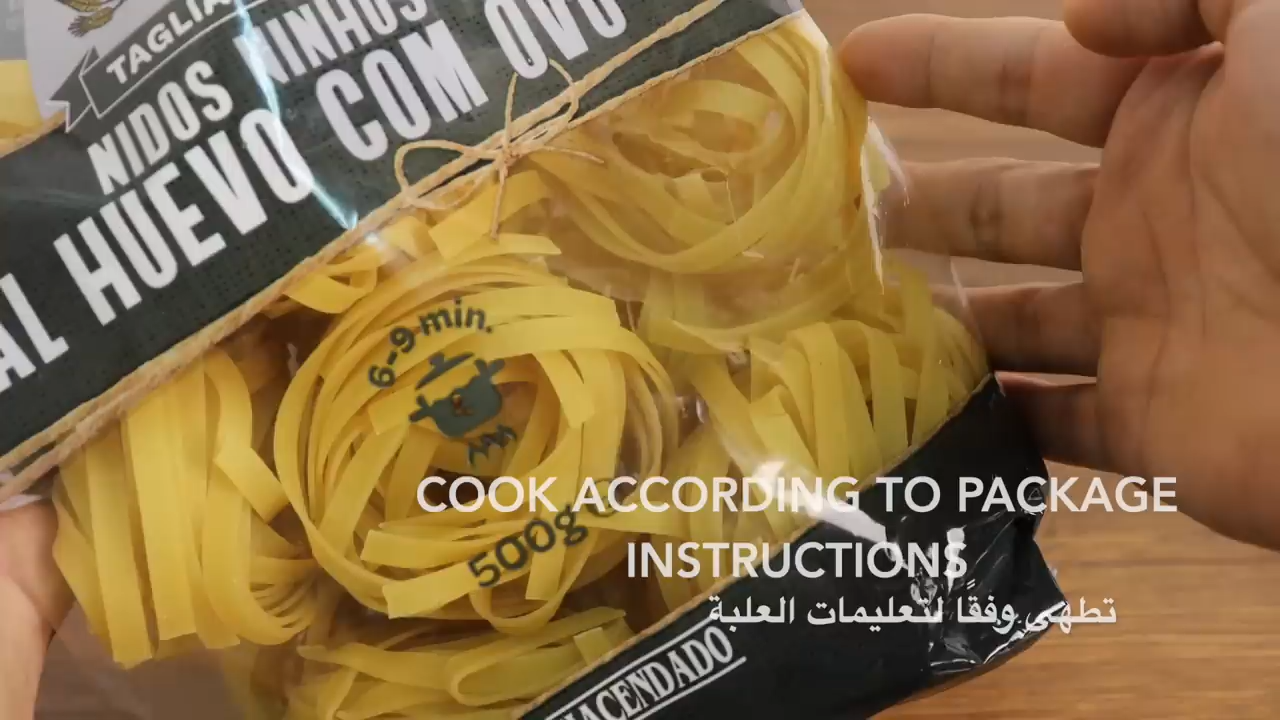 TAGLIA
NIDOS NINHOS
AL HUEVO COM OVO
6-9 min.
500g ℮
COOK ACCORDING TO PACKAGE
INSTRUCTIONS
تطهى وفقًا لتعليمات العلبة
HACENDADO